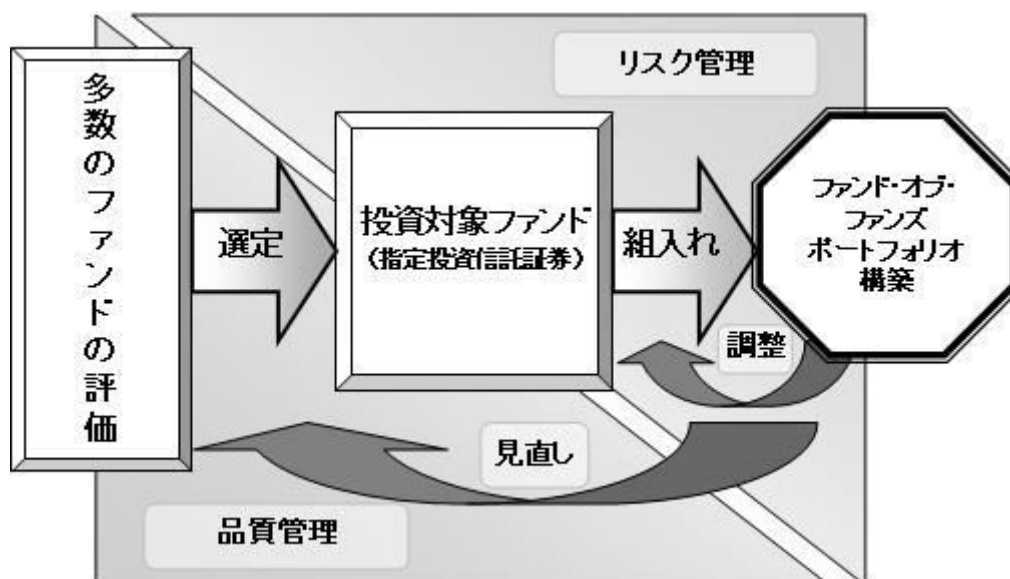 リスク管理
多数のファンドの評価
選定
投資対象ファンド
（指定投資信託証券）
組入れ
ファンド・オブ・
ファンズ
ポートフォリオ
構築
調整
見直し
品質管理